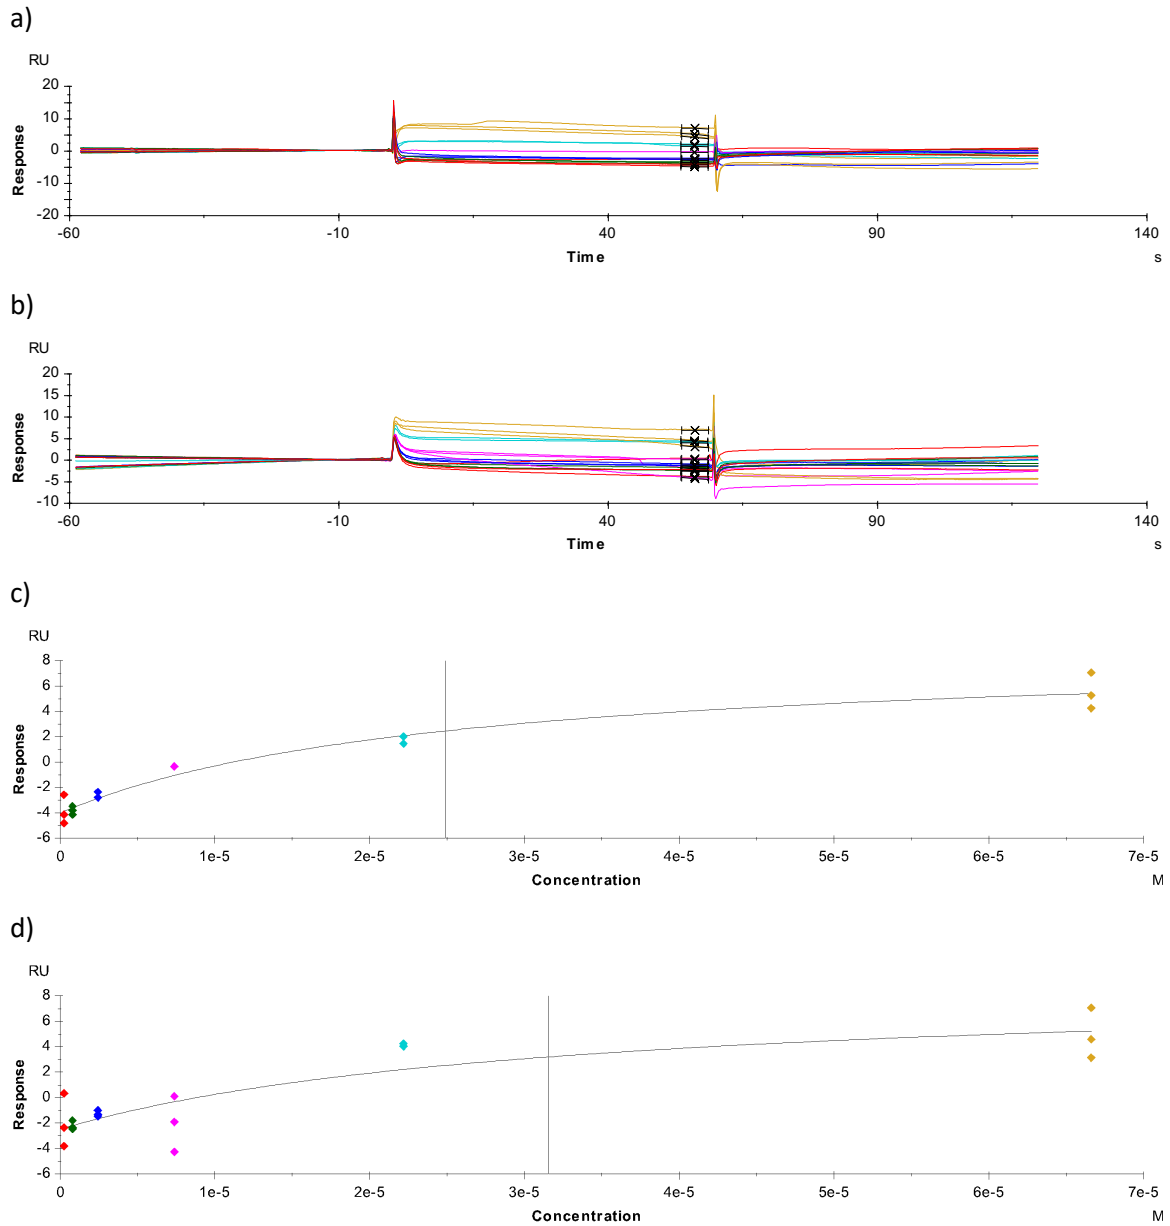 a)
RU
20
10
0
-10
-20
Response
-60
-10
40
90
140
Time
s
b)
RU
20
15
10
5
0
-5
-10
Response
-60
-10
40
90
140
Time
s
c)
RU
8
6
4
2
0
-2
-4
-6
Response
0
1e-5
2e-5
3e-5
4e-5
5e-5
6e-5
7e-5
Concentration
M
d)
RU
8
6
4
2
0
-2
-4
-6
Response
0
1e-5
2e-5
3e-5
4e-5
5e-5
6e-5
7e-5
Concentration
M